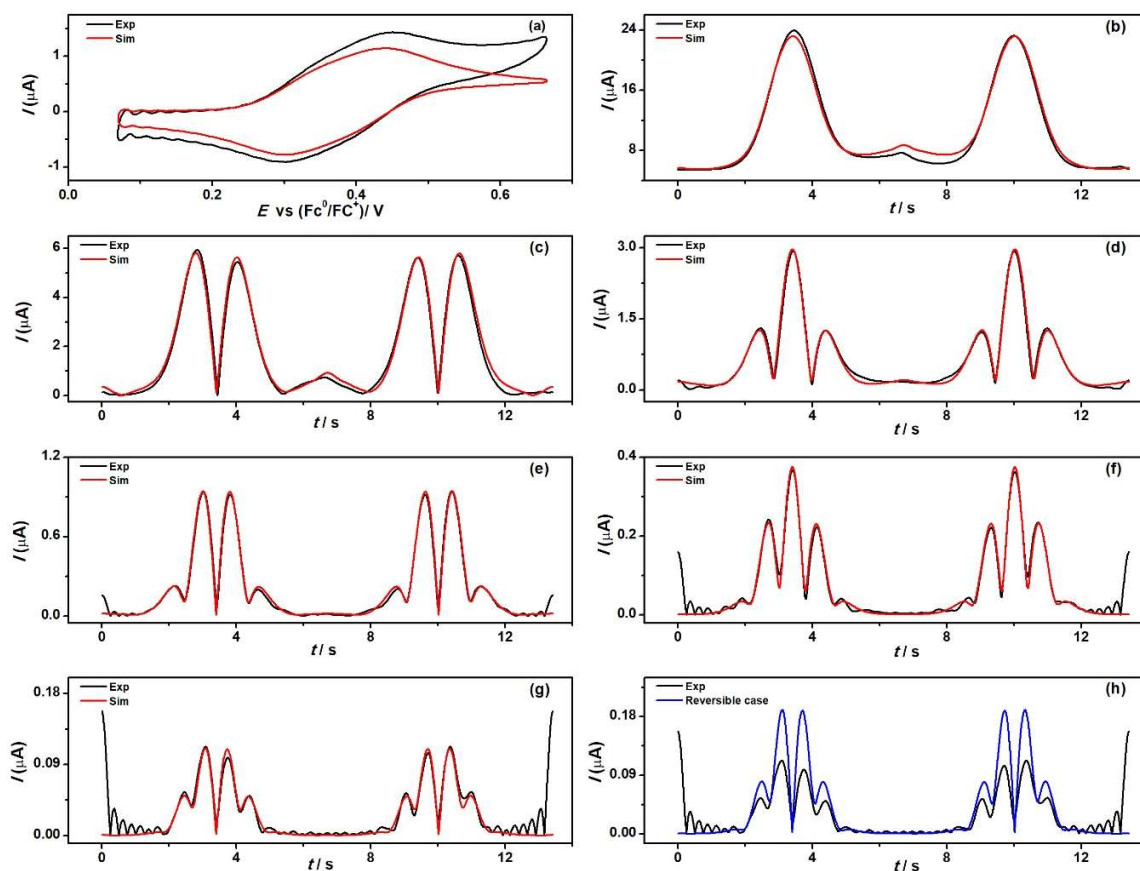 Exp
Sim
(a)
I (μA)
1
0
-1
0.0
0.2
0.4
0.6
E vs (Fc⁰/FC⁺)/ V
Exp
Sim
(b)
I (μA)
24
16
8
0
4
8
12
t / s
Exp
Sim
(c)
I (μA)
6
4
2
0
0
4
8
12
t / s
Exp
Sim
(d)
I (μA)
3.0
1.5
0.0
0
4
8
12
t / s
Exp
Sim
(e)
I (μA)
1.2
0.6
0.0
0
4
8
12
t / s
Exp
Sim
(f)
I (μA)
0.4
0.2
0.0
0
4
8
12
t / s
Exp
Sim
(g)
I (μA)
0.18
0.09
0.00
0
4
8
12
t / s
Exp
Reversible case
(h)
I (μA)
0.18
0.09
0.00
0
4
8
12
t / s